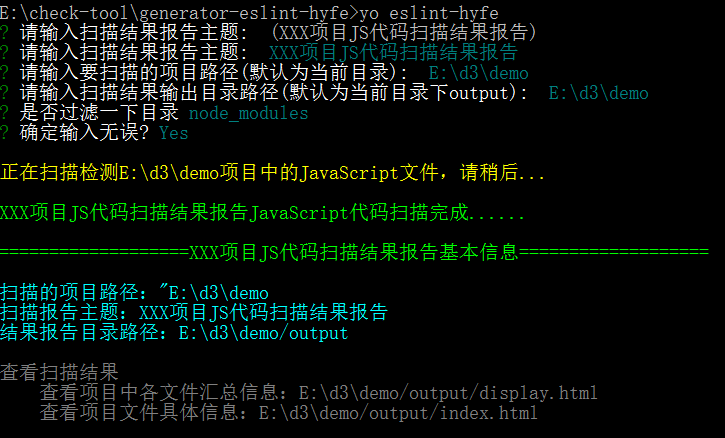 E:\check-tool\generator-eslint-hyfe>yo eslint-hyfe
? 请输入扫描结果报告主题: (XXX项目JS代码扫描结果报告)
? 请输入扫描结果报告主题: XXX项目JS代码扫描结果报告
? 请输入要扫描的项目路径(默认为当前目录): E:\d3\demo
? 请输入扫描结果输出目录路径(默认为当前目录下output): E:\d3\demo
? 是否过滤一下目录 node_modules
? 确定输入无误? Yes
正在扫描检测E:\d3\demo项目中的JavaScript文件，请稍后...
XXX项目JS代码扫描结果报告JavaScript代码扫描完成......
===================XXX项目JS代码扫描结果报告基本信息===================
扫描的项目路径："E:\d3\demo
扫描报告主题：XXX项目JS代码扫描结果报告
结果报告目录路径：E:\d3\demo/output
查看扫描结果
查看项目中各文件汇总信息：E:\d3\demo/output/display.html
查看项目文件具体信息：E:\d3\demo/output/index.html